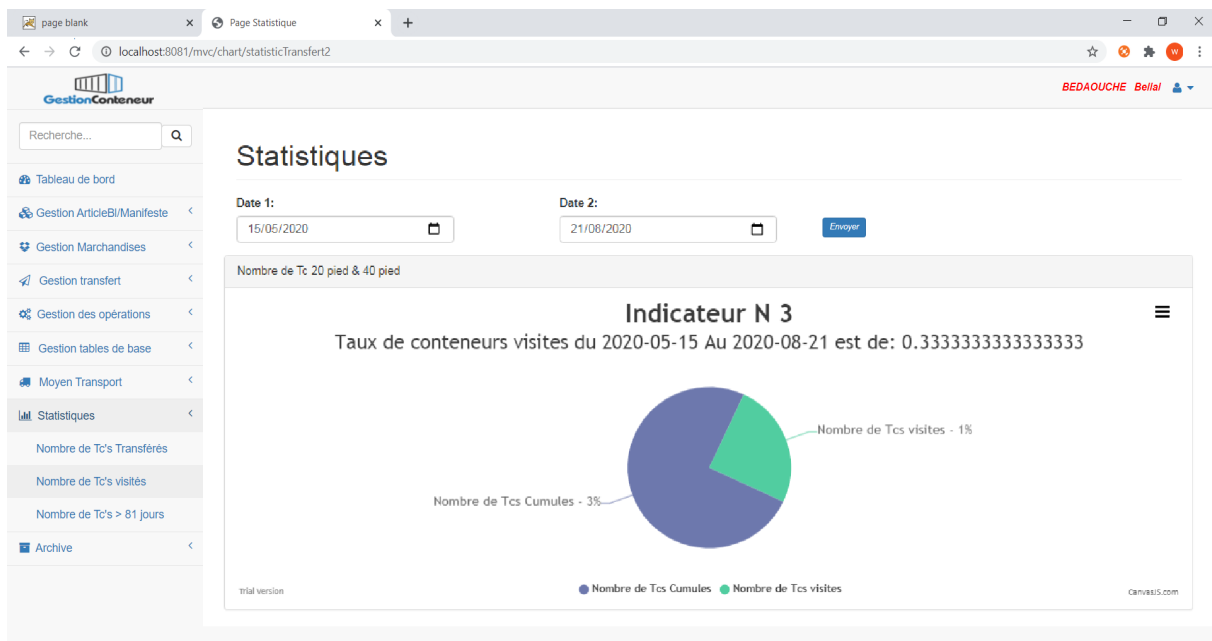 page blank
Page Statistique
localhost:8081/mvc/chart/statisticTransfert2
W
GestionConteneur
BEDAOUCHE Bellal
Recherche...
Tableau de bord
Gestion ArticleBl/Manifeste
Gestion Marchandises
Gestion transfert
Gestion des opérations
Gestion tables de base
Moyen Transport
Statistiques
Nombre de Tc's Transférés
Nombre de Tc's visités
Nombre de Tc's > 81 jours
Archive
Statistiques
Date 1:
Date 2:
15/05/2020
21/08/2020
Envoyer
Nombre de Tc 20 pied & 40 pied
Indicateur N 3
Taux de conteneurs visites du 2020-05-15 Au 2020-08-21 est de: 0.3333333333333333
Nombre de Tcs visites - 1%
Nombre de Tcs Cumules - 3%
Nombre de Tcs Cumules
Nombre de Tcs visites
Trial version
CanvasJS.com